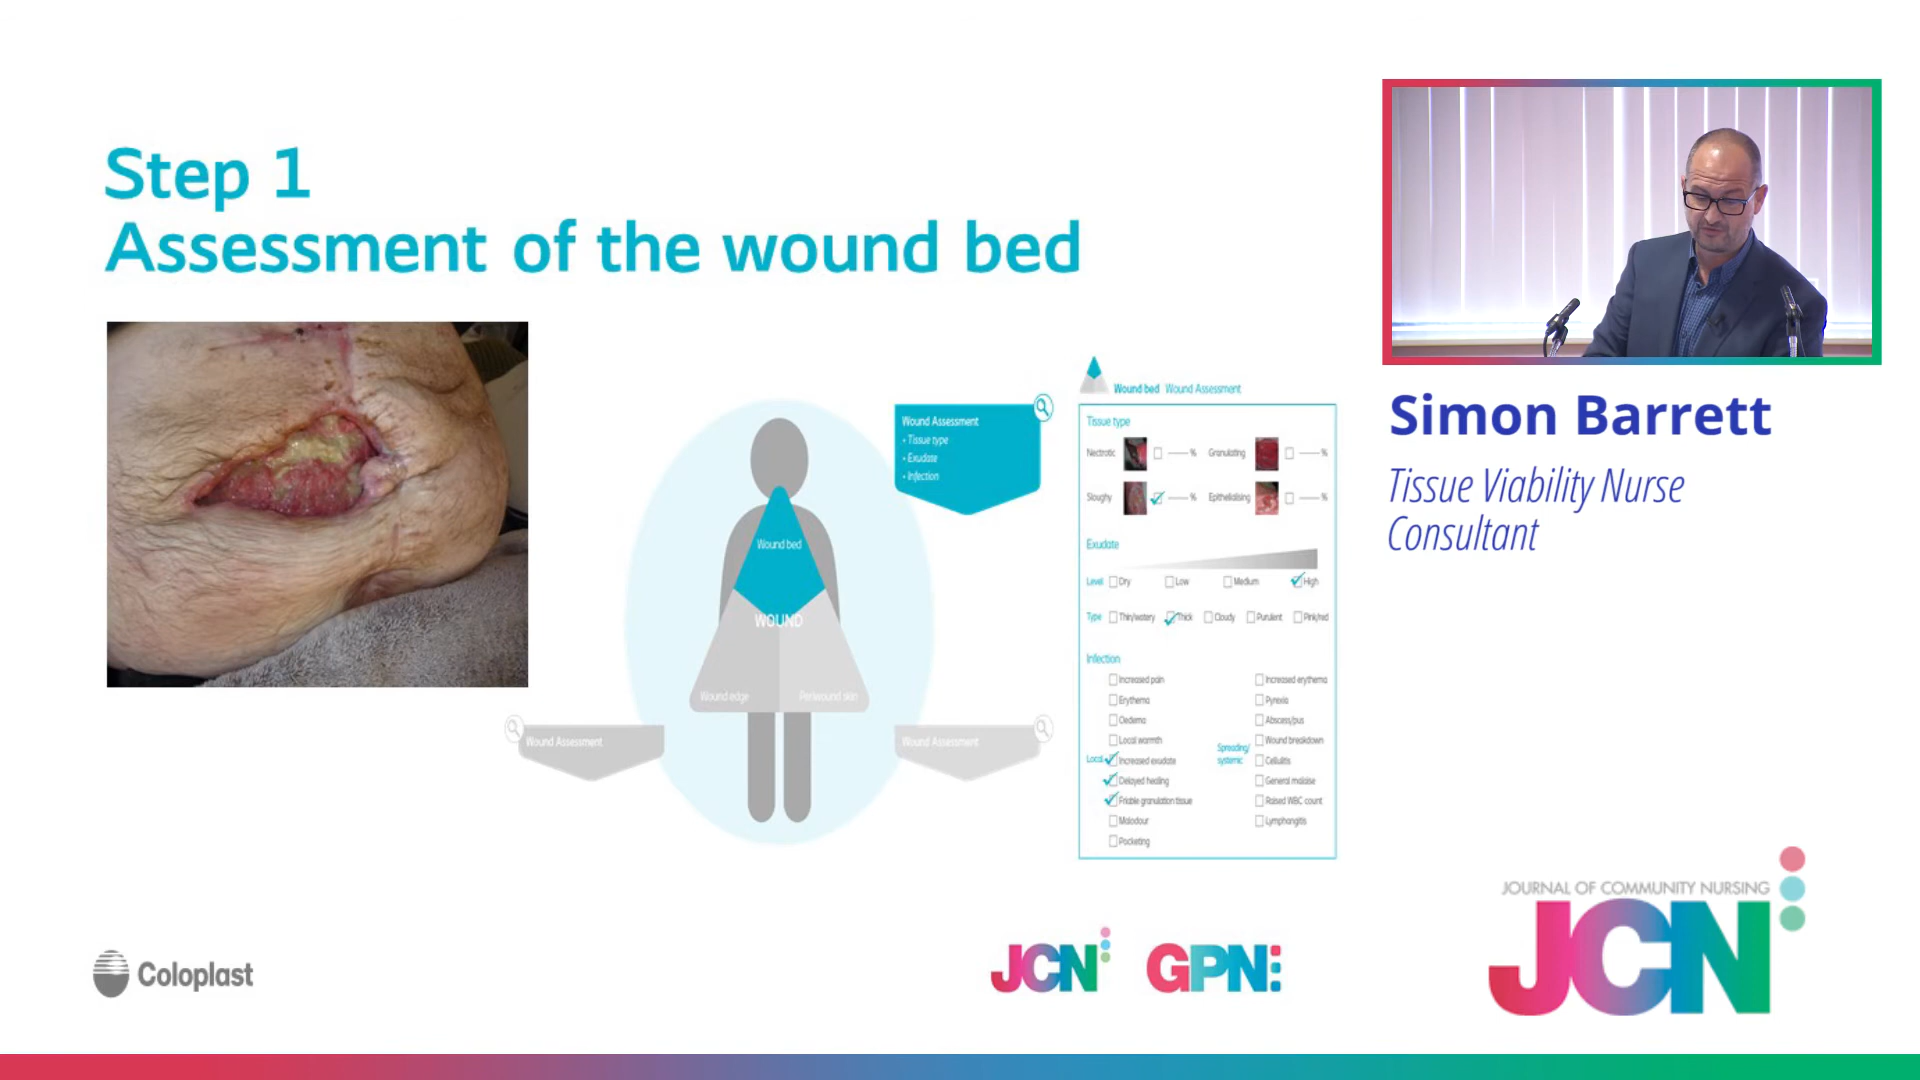 Step 1
Assessment of the wound bed
Wound Assessment
• Tissue type
• Exudate
• Infection
Wound bed
WOUND
Wound edge
Periwound skin
Wound Assessment
Wound Assessment
Wound bed Wound Assessment
Tissue type
Necrotic — % Granulating — %
Sloughy — % Epithelialising — %
Exudate
Level Dry Low Medium High
Type Thin/watery Thick Cloudy Purulent Pink/red
Infection
Local
Increased pain
Erythema
Oedema
Local warmth
Increased exudate
Delayed healing
Friable granulation tissue
Malodour
Pocketing
Spreading/
systemic
Increased erythema
Pyrexia
Abscess/pus
Wound breakdown
Cellulitis
General malaise
Raised WBC count
Lymphangitis
Simon Barrett
Tissue Viability Nurse
Consultant
Coloplast
JCN
GPN
JOURNAL OF COMMUNITY NURSING
JCN